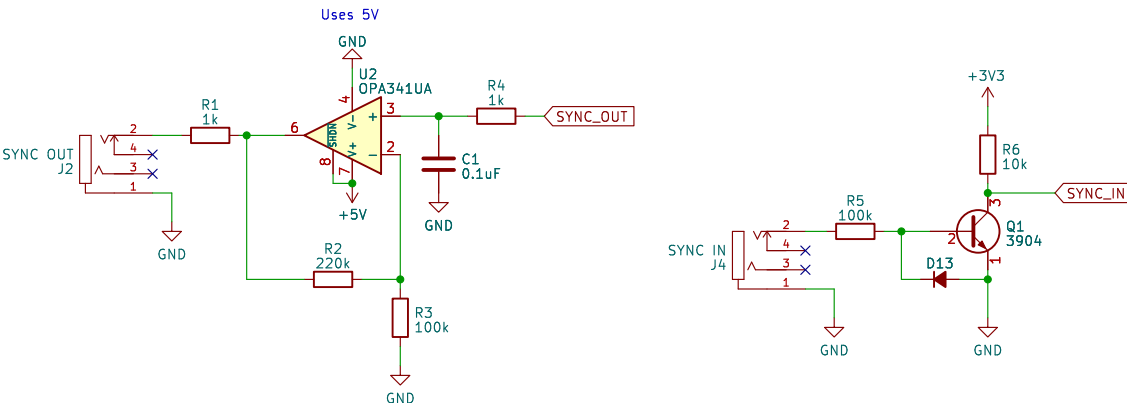 Uses 5V
GND
U2
OPA341UA
4
V-
+
3
R4
1k
SYNC_OUT
R1
1k
2
4
3
1
SYNC OUT
J2
6
SHDN
V+
-
2
8
7
+5V
C1
0.1uF
GND
GND
R2
220k
R3
100k
GND
+3V3
R6
10k
SYNC_IN
3
R5
100k
2
4
3
1
SYNC IN
J4
2
Q1
3904
1
D13
GND
GND